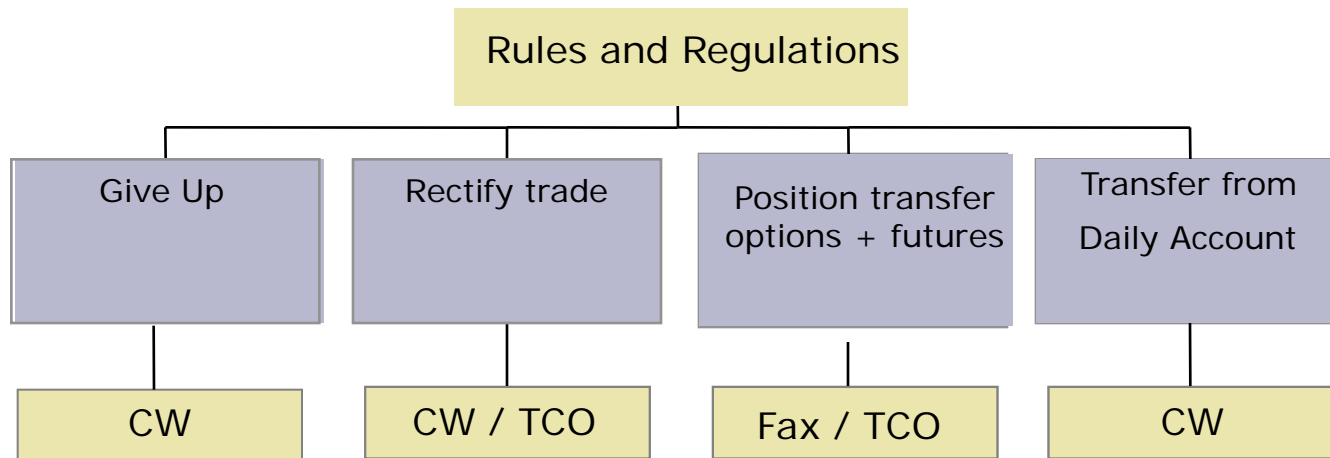 Rules and Regulations
Give Up
Rectify trade
Position transfer
options + futures
Transfer from
Daily Account
CW
CW / TCO
Fax / TCO
CW